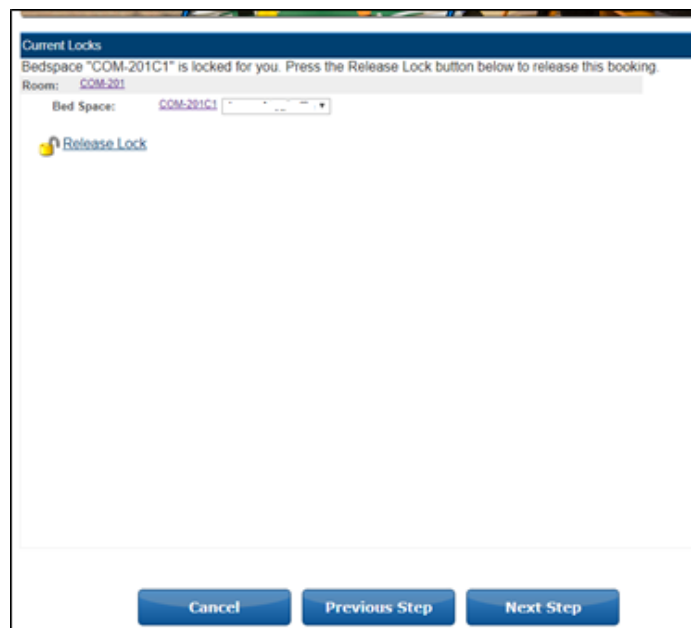 Current Locks
Bedspace "COM-201C1" is locked for you. Press the Release Lock button below to release this booking.
Room: COM-201
Bed Space: COM-201C1
Release Lock
Cancel Previous Step Next Step